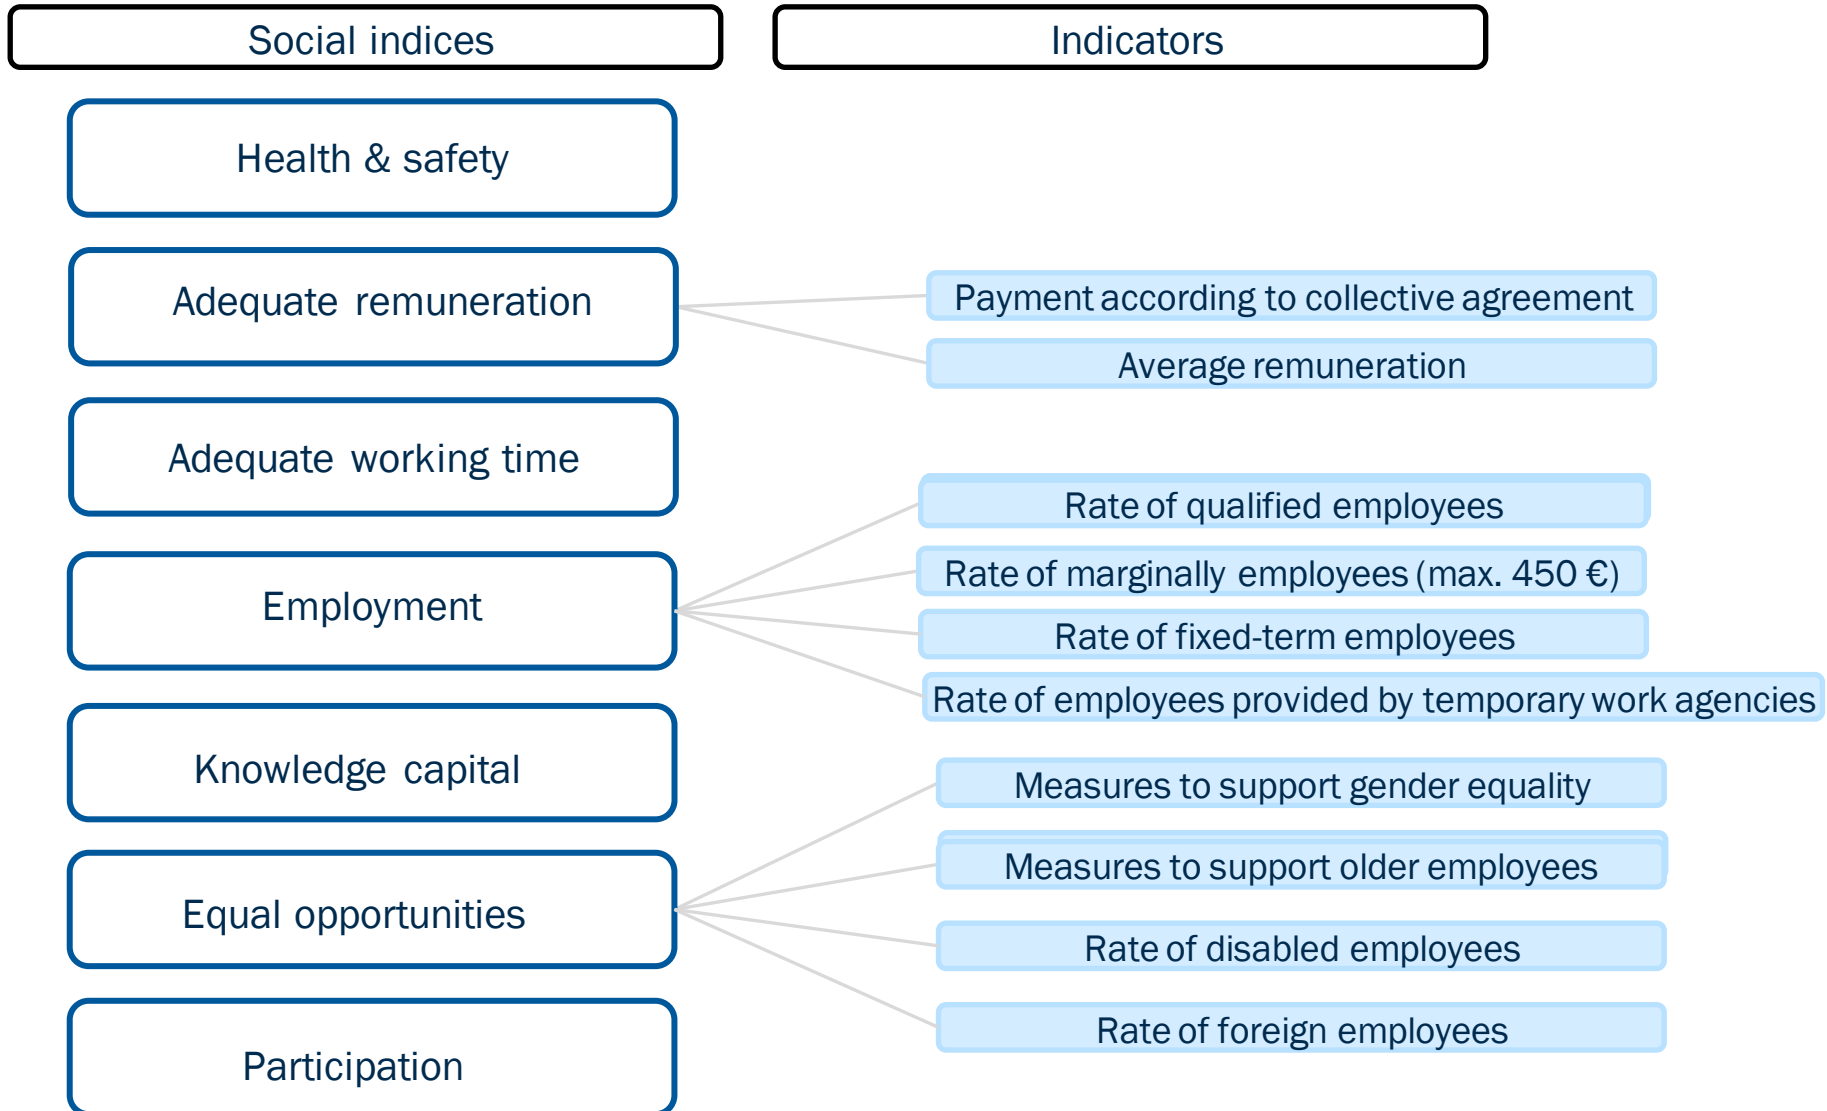 Social indices
Indicators
Health & safety
Adequate remuneration
Payment according to collective agreement
Average remuneration
Adequate working time
Employment
Rate of qualified employees
Rate of marginally employees (max. 450 €)
Rate of fixed-term employees
Rate of employees provided by temporary work agencies
Knowledge capital
Equal opportunities
Measures to support gender equality
Measures to support older employees
Rate of disabled employees
Rate of foreign employees
Participation